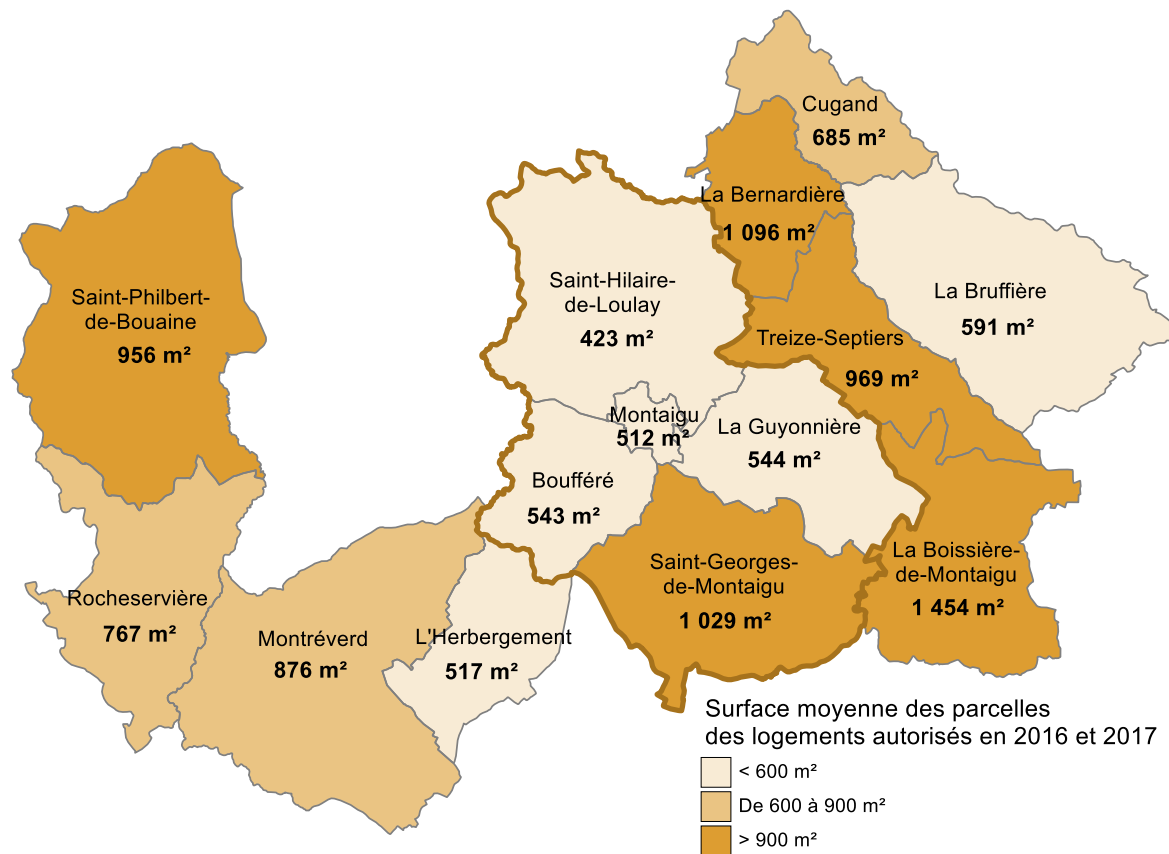 Cugand
685 m²
La Bernardière
1 096 m²
Saint-Hilaire-
de-Loulay
423 m²
La Bruffière
591 m²
Saint-Philbert-
de-Bouaine
956 m²
Treize-Septiers
969 m²
Montaigu
512 m²
La Guyonnière
544 m²
Boufféré
543 m²
Saint-Georges-
de-Montaigu
1 029 m²
La Boissière-
de-Montaigu
1 454 m²
Rocheservière
767 m²
Montréverd
876 m²
L'Herbergement
517 m²
Surface moyenne des parcelles
des logements autorisés en 2016 et 2017
< 600 m²
De 600 à 900 m²
> 900 m²